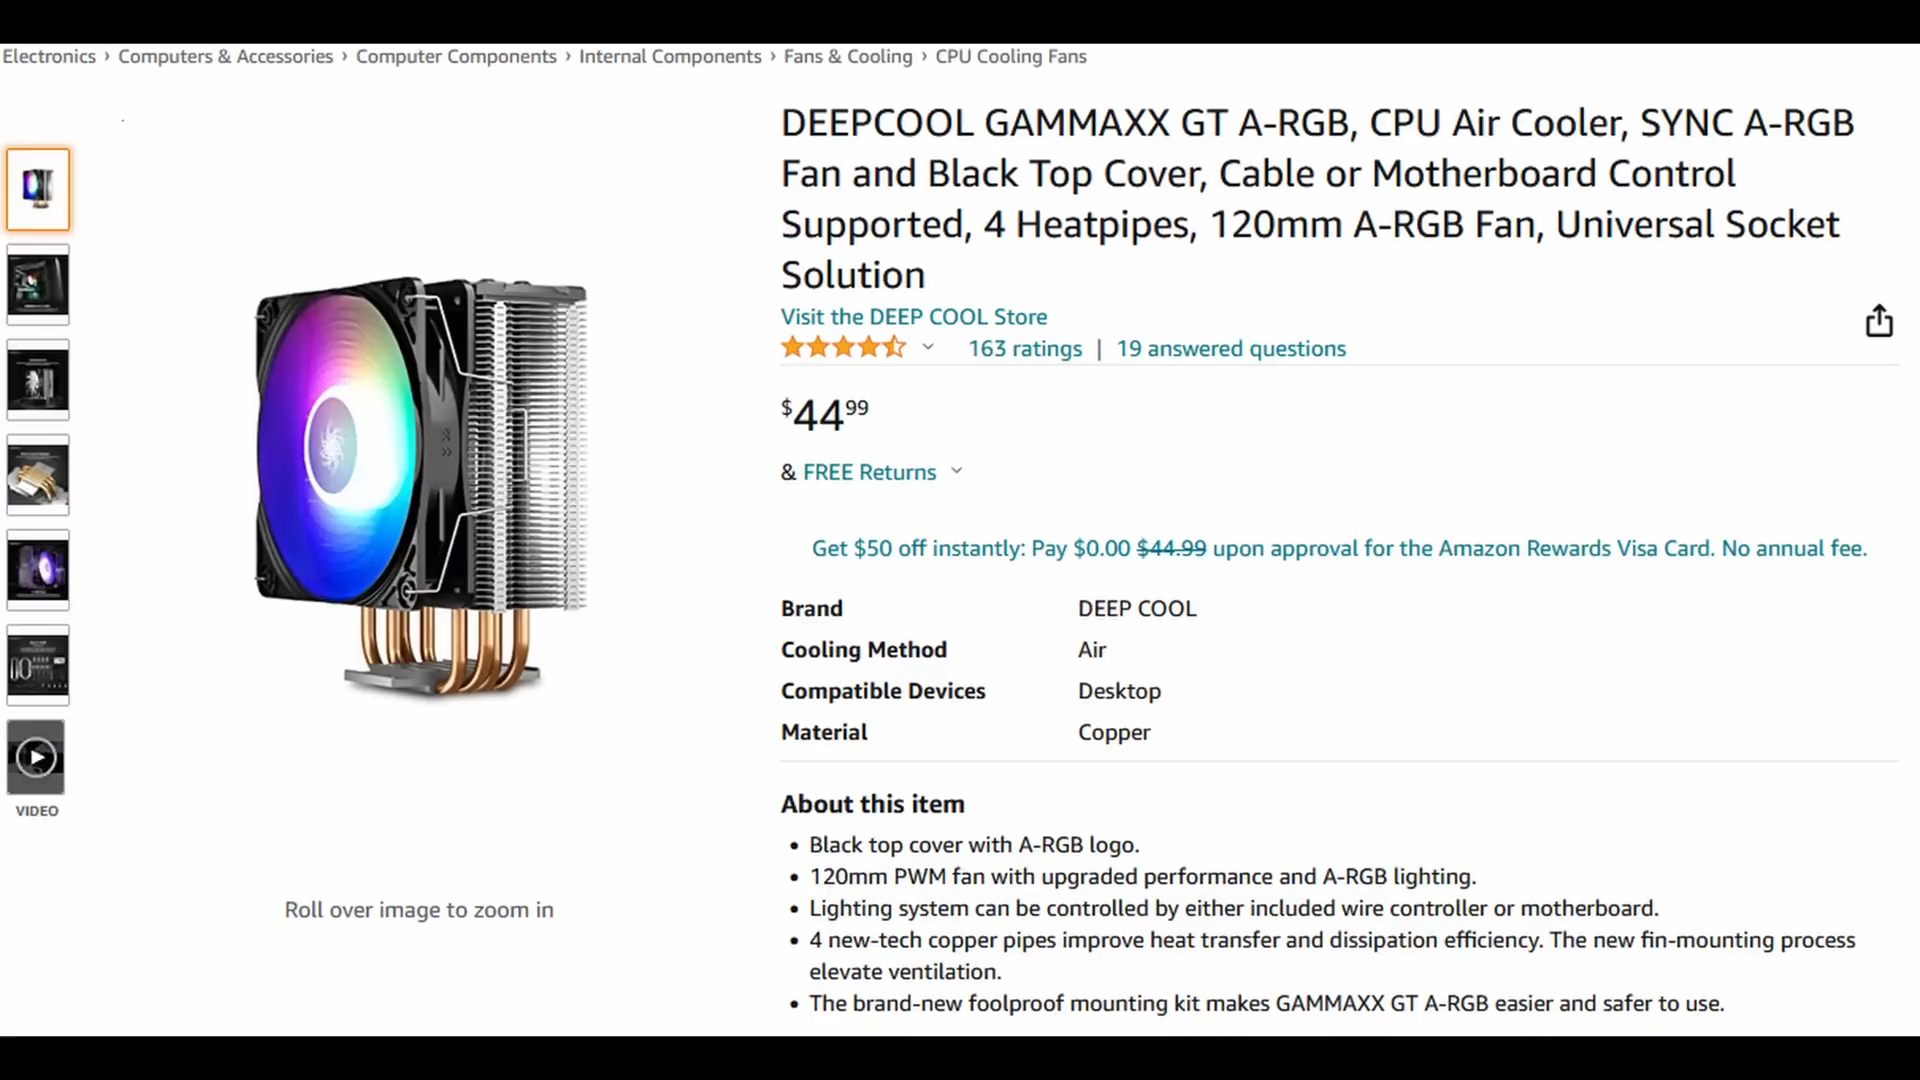 Electronics › Computers & Accessories › Computer Components › Internal Components › Fans & Cooling › CPU Cooling Fans
DEEPCOOL GAMMAXX GT A-RGB, CPU Air Cooler, SYNC A-RGB
Fan and Black Top Cover, Cable or Motherboard Control
Supported, 4 Heatpipes, 120mm A-RGB Fan, Universal Socket
Solution
Visit the DEEP COOL Store
163 ratings | 19 answered questions
$44 99
& FREE Returns
Get $50 off instantly: Pay $0.00 $44.99 upon approval for the Amazon Rewards Visa Card. No annual fee.
Brand DEEP COOL
Cooling Method Air
Compatible Devices Desktop
Material Copper
VIDEO
About this item
• Black top cover with A-RGB logo.
• 120mm PWM fan with upgraded performance and A-RGB lighting.
• Lighting system can be controlled by either included wire controller or motherboard.
• 4 new-tech copper pipes improve heat transfer and dissipation efficiency. The new fin-mounting process
elevate ventilation.
• The brand-new foolproof mounting kit makes GAMMAXX GT A-RGB easier and safer to use.
Roll over image to zoom in